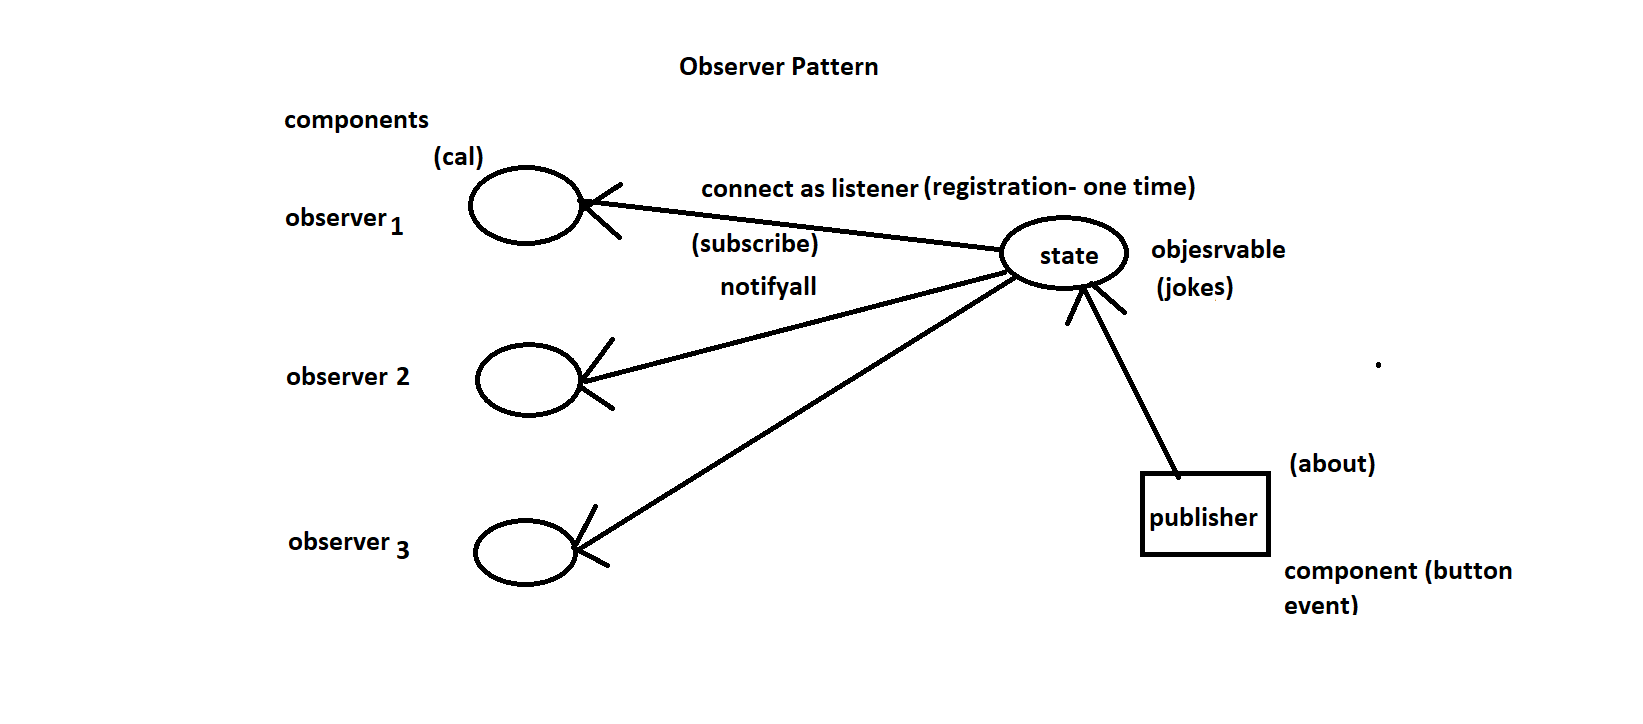 Observer Pattern
components
(cal)
connect as listener (registration- one time)
observer 1
(subscribe)
state
objesrvable
notifyall
(jokes)
observer 2
(about)
publisher
observer 3
component (button
event)